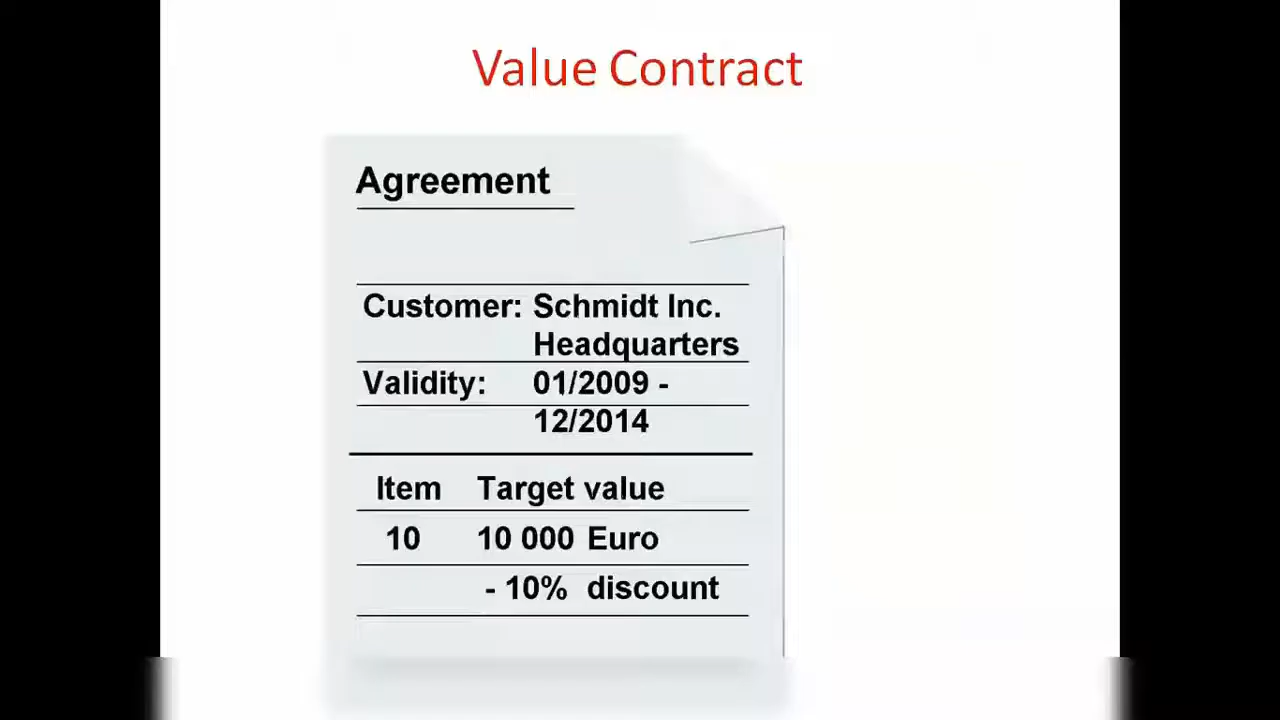 Value Contract
Agreement
Customer: Schmidt Inc.
Headquarters
Validity: 01/2009 -
12/2014
Item Target value
10 10 000 Euro
- 10% discount